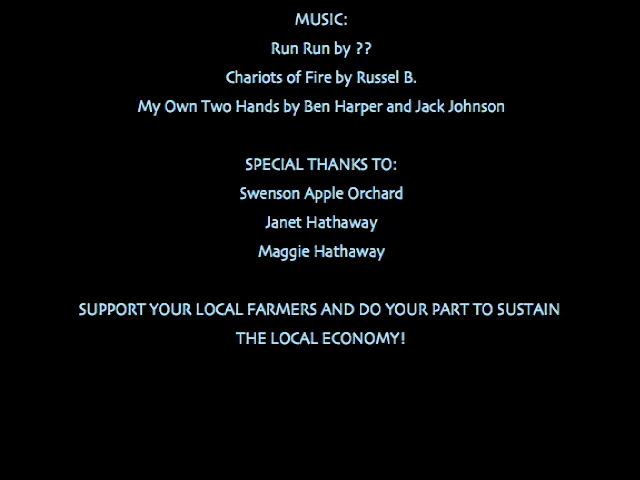 MUSIC:
Run Run by ??
Chariots of Fire by Russel B.
My Own Two Hands by Ben Harper and Jack Johnson
SPECIAL THANKS TO:
Swenson Apple Orchard
Janet Hathaway
Maggie Hathaway
SUPPORT YOUR LOCAL FARMERS AND DO YOUR PART TO SUSTAIN
THE LOCAL ECONOMY!